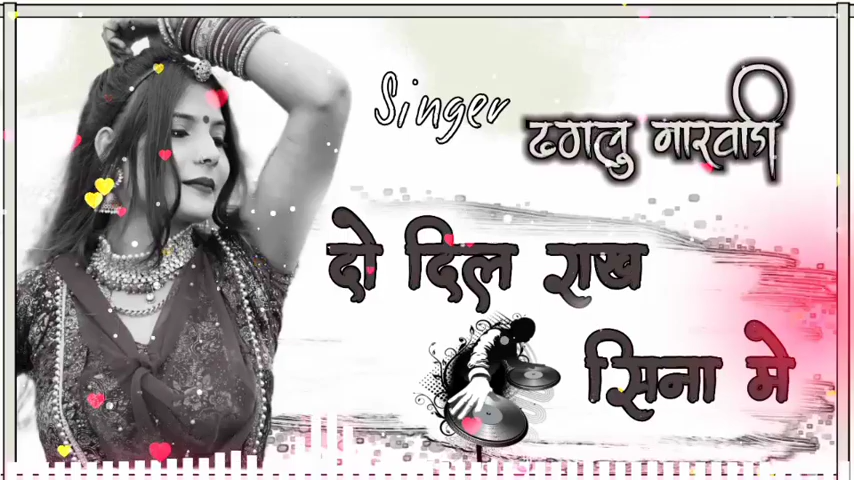 Singer ढगलु मारवाडी
दो दिल राख
सिना मे